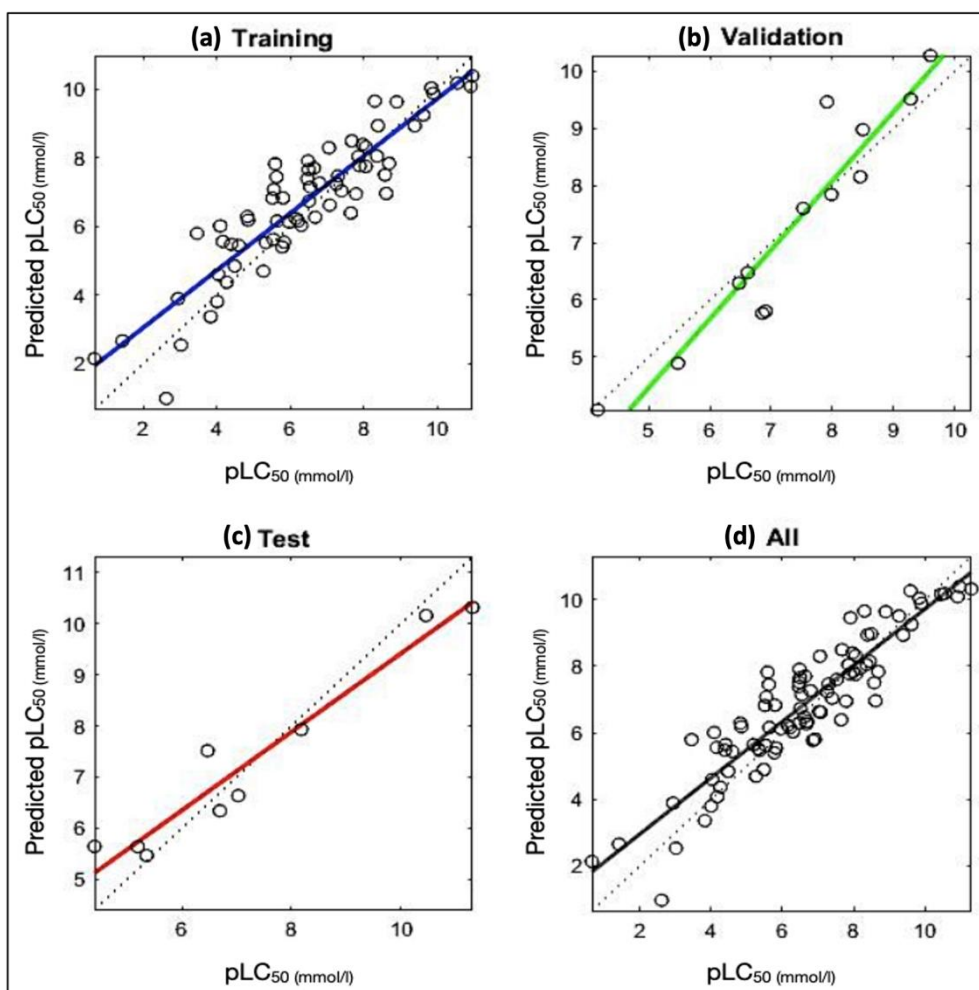 (a) Training
Predicted pLC50 (mmol/l)
10
8
6
4
2
2 4 6 8 10
pLC50 (mmol/l)
(b) Validation
Predicted pLC50 (mmol/l)
10
9
8
7
6
5
5 6 7 8 9 10
pLC50 (mmol/l)
(c) Test
Predicted pLC50 (mmol/l)
11
10
9
8
7
6
5
6 8 10
pLC50 (mmol/l)
(d) All
Predicted pLC50 (mmol/l)
10
8
6
4
2
2 4 6 8 10
pLC50 (mmol/l)